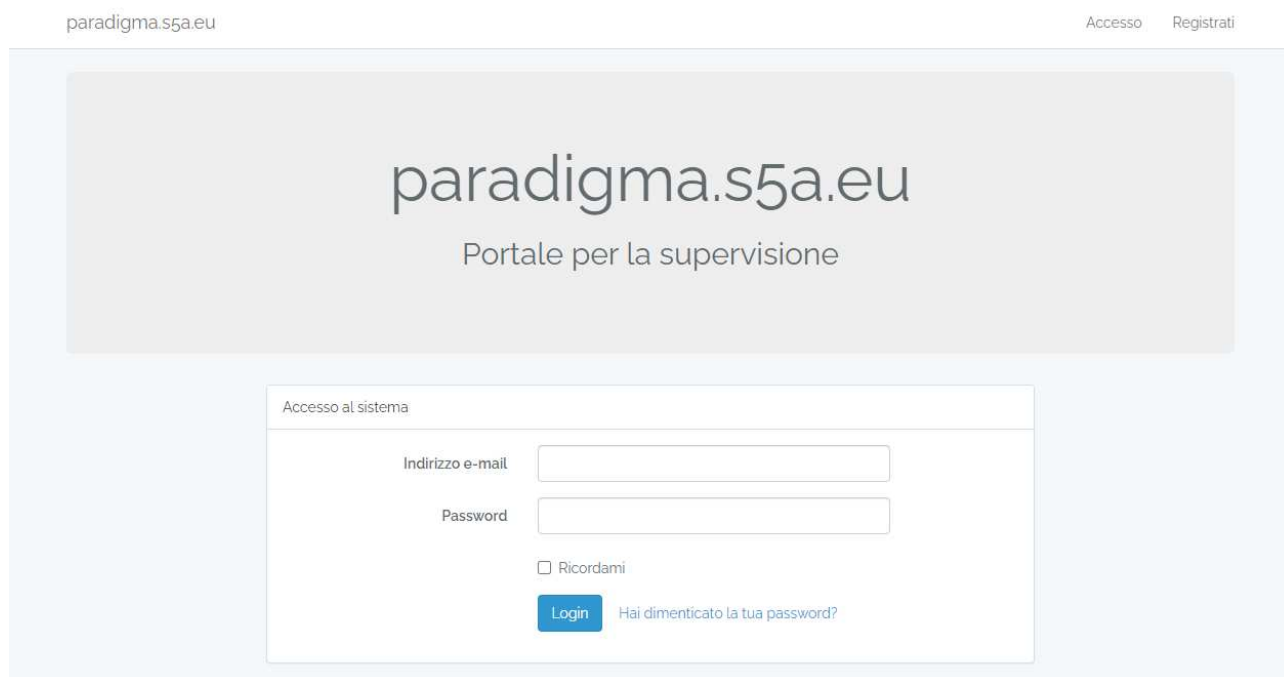 paradigma.s5a.eu Accesso Registrati
paradigma.s5a.eu
Portale per la supervisione
Accesso al sistema
Indirizzo e-mail
Password
Ricordami
Login Hai dimenticato la tua password?